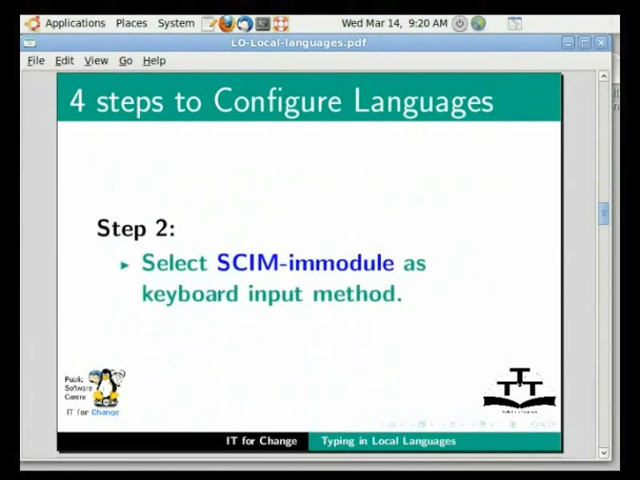 Applications Places System Wed Mar 14, 9:20 AM
LO-Local-languages.pdf
File Edit View Go Help
4 steps to Configure Languages
Step 2:
Select SCIM-immodule as
keyboard input method.
Public
Software
Centre
IT for Change
IT for Change Typing in Local Languages